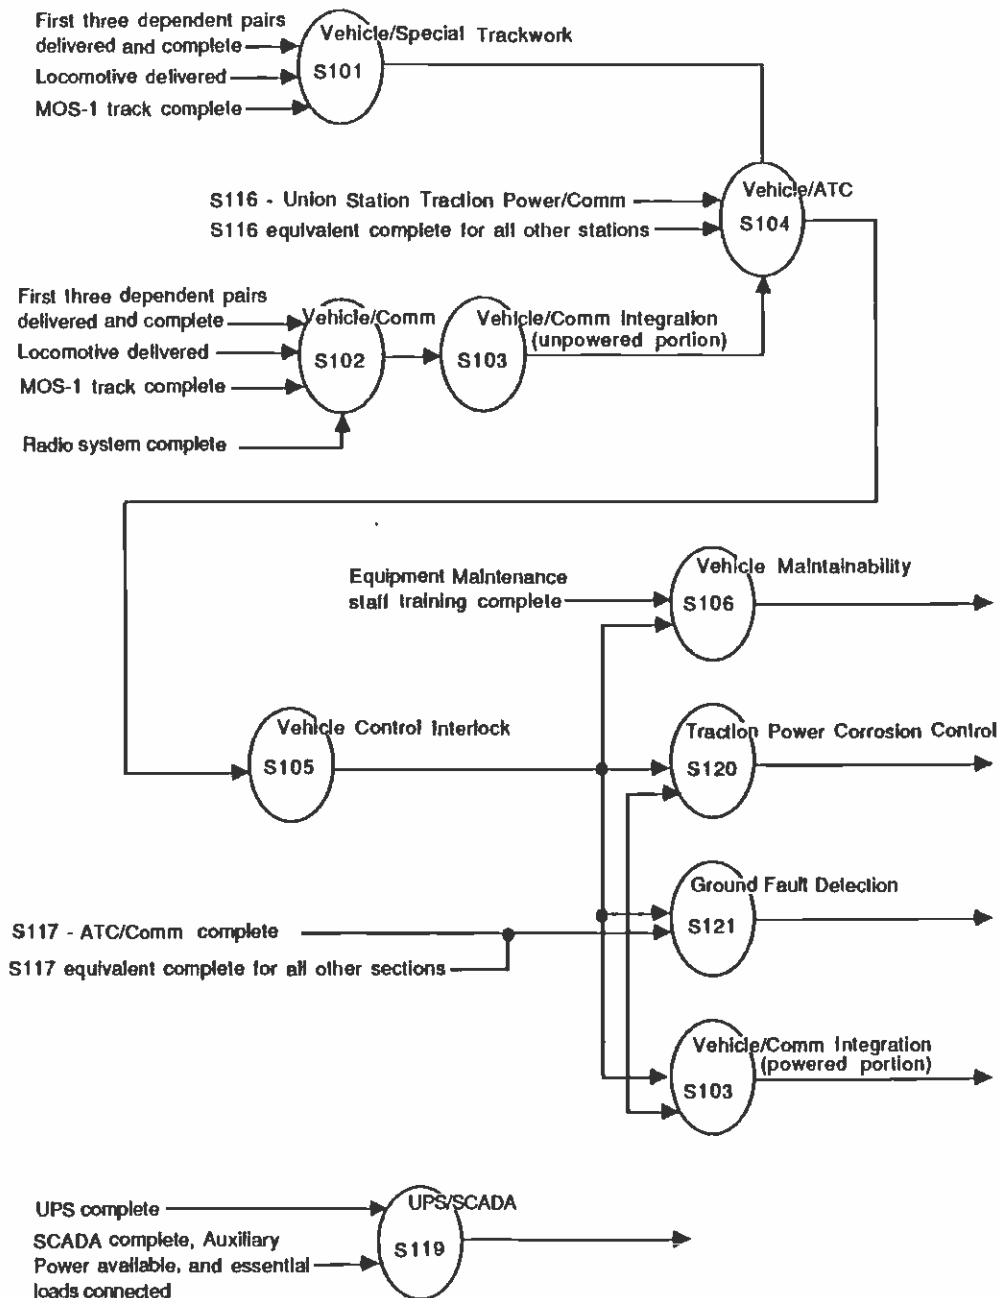 First three dependent pairs
delivered and complete
Locomotive delivered
MOS-1 track complete
Vehicle/Special Trackwork
S101
S116 - Union Station Traction Power/Comm
S116 equivalent complete for all other stations
Vehicle/ATC
S104
First three dependent pairs
delivered and complete
Locomotive delivered
MOS-1 track complete
Radio system complete
Vehicle/Comm
S102
Vehicle/Comm Integration
(unpowered portion)
S103
Equipment Maintenance
staff training complete
Vehicle Maintainability
S106
Vehicle Control Interlock
S105
Traction Power Corrosion Control
S120
Ground Fault Detection
S121
S117 - ATC/Comm complete
S117 equivalent complete for all other sections
Vehicle/Comm Integration
(powered portion)
S103
UPS complete
SCADA complete, Auxiliary
Power available, and essential
loads connected
UPS/SCADA
S119